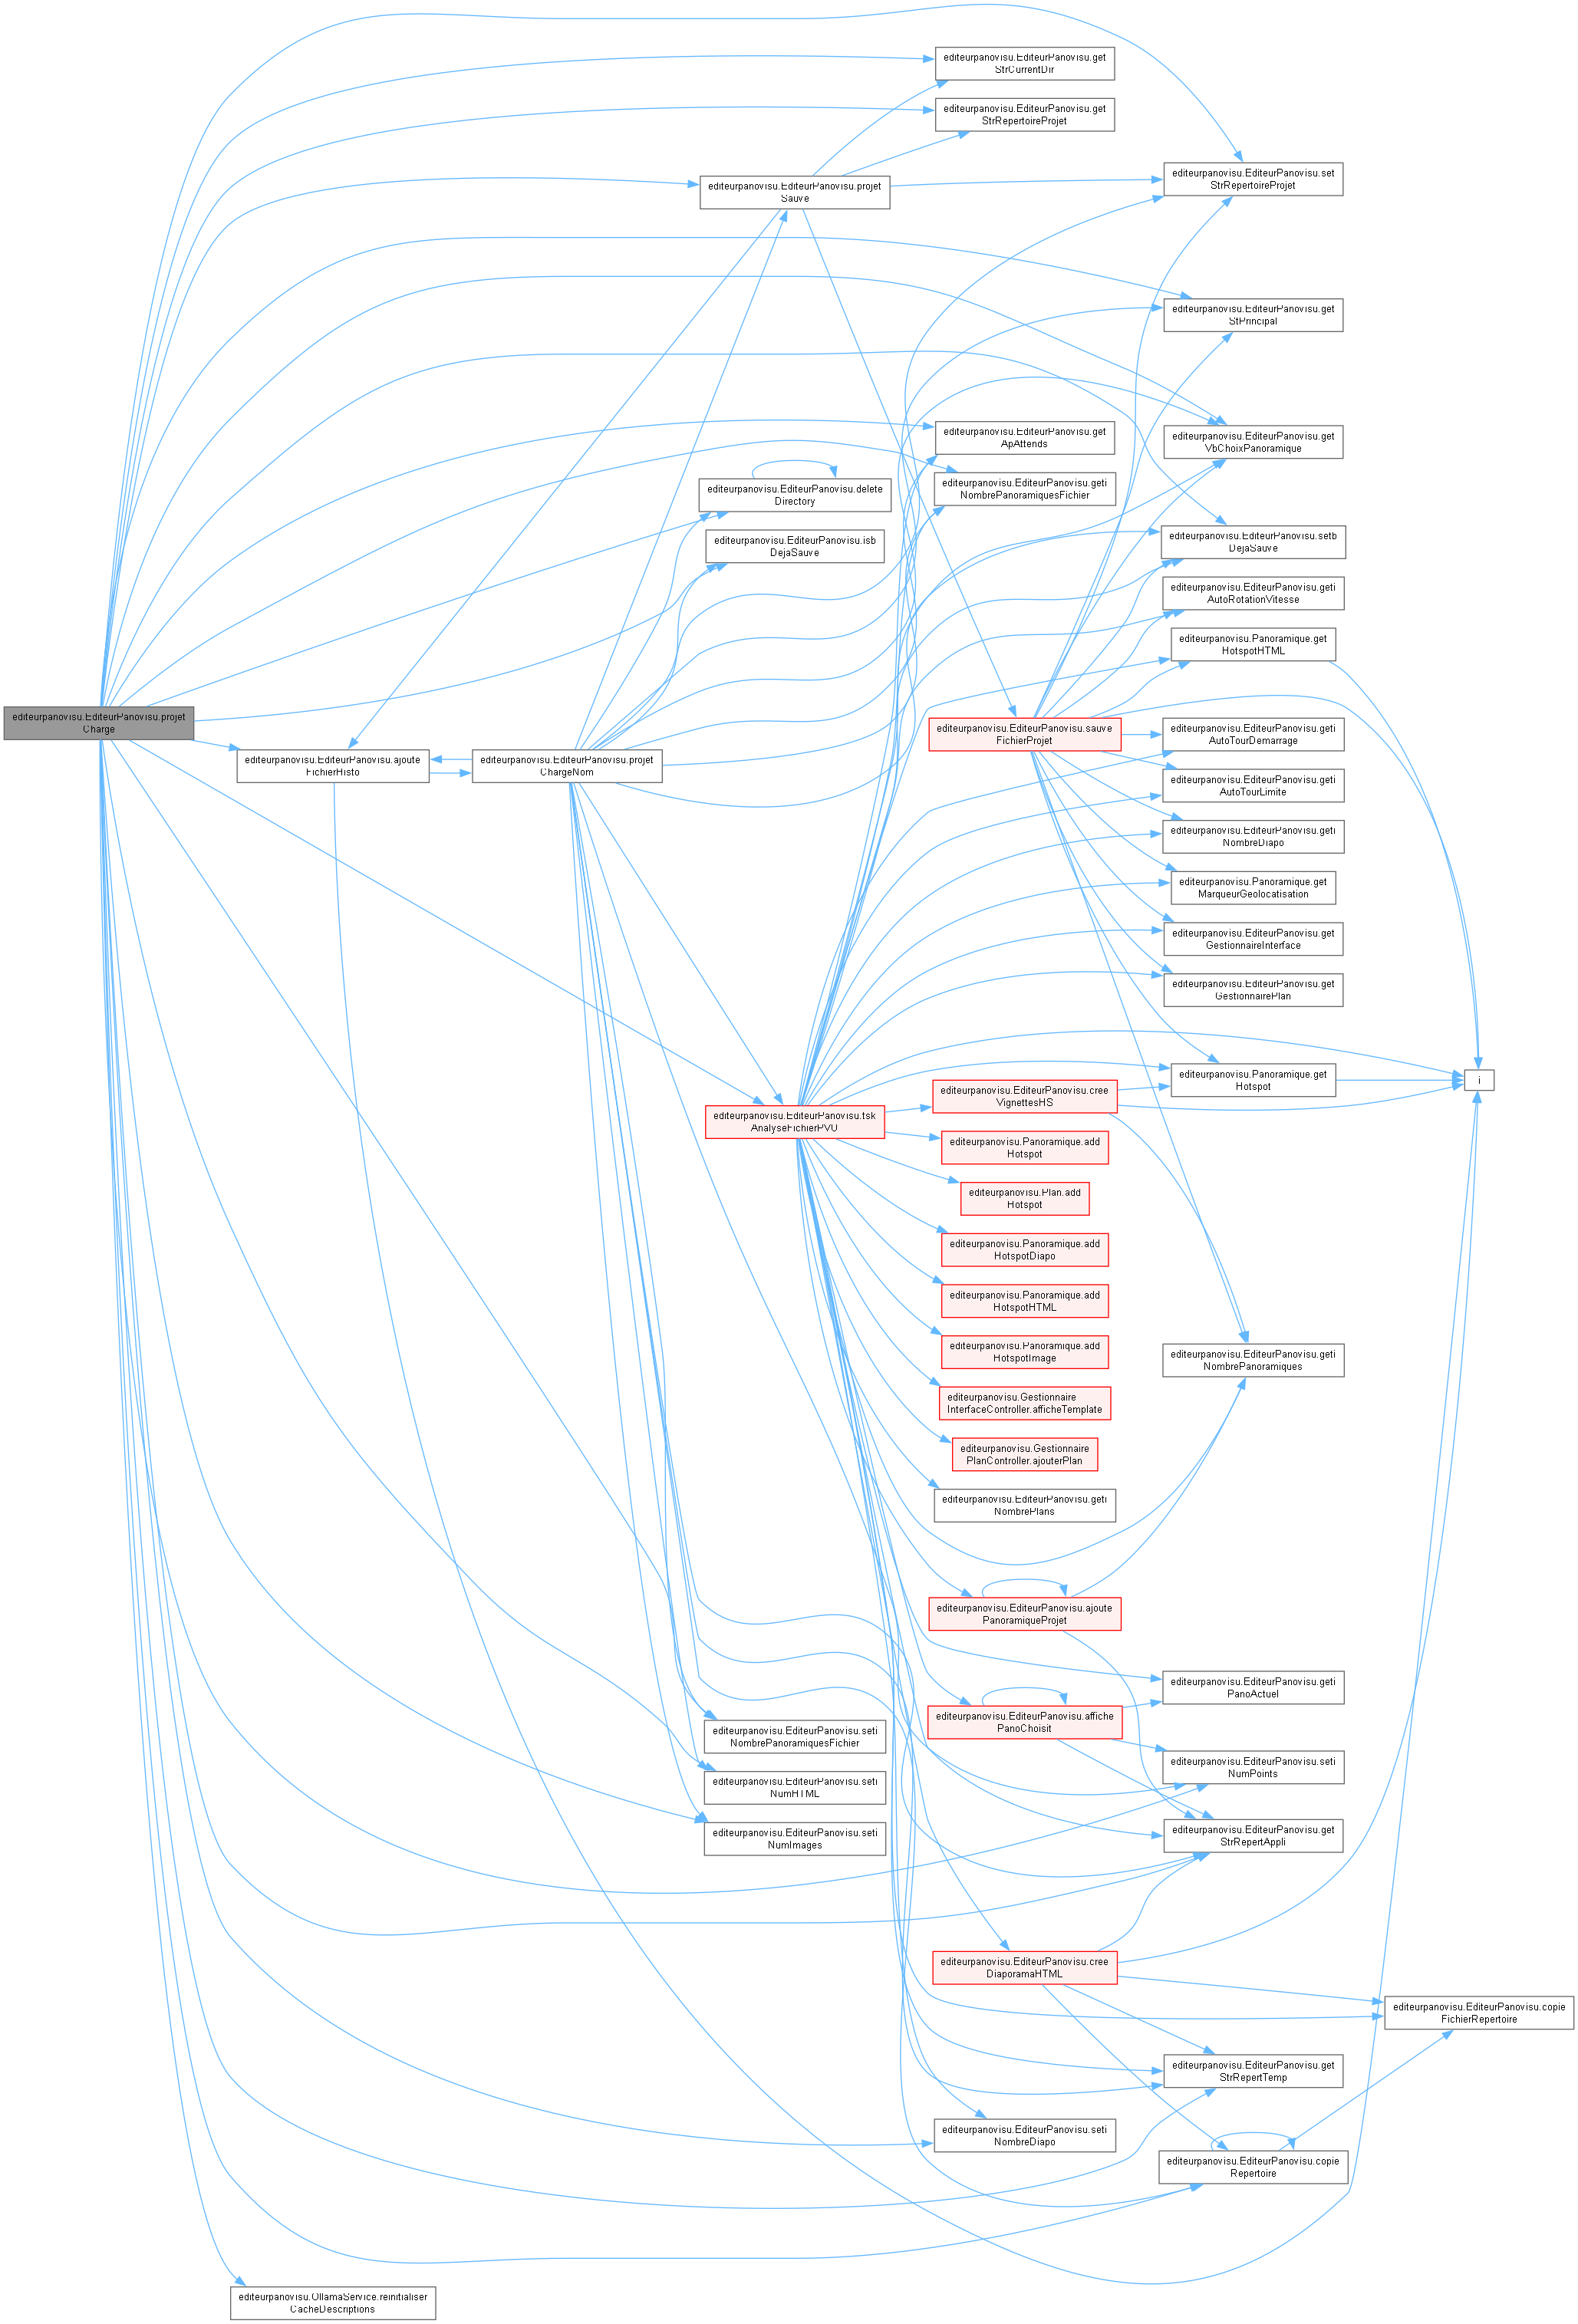 editeurpanovisu.EditeurPanovisu.get
StrCurrentDir
editeurpanovisu.EditeurPanovisu.get
StrRepertoireProjet
editeurpanovisu.EditeurPanovisu.set
StrRepertoireProjet
editeurpanovisu.EditeurPanovisu.projet
Sauve
editeurpanovisu.EditeurPanovisu.get
StPrincipal
editeurpanovisu.EditeurPanovisu.get
ApAttends
editeurpanovisu.EditeurPanovisu.get
VbChoixPanoramique
editeurpanovisu.EditeurPanovisu.delete
Directory
editeurpanovisu.EditeurPanovisu.geti
NombrePanoramiquesFichier
editeurpanovisu.EditeurPanovisu.isb
DejaSauve
editeurpanovisu.EditeurPanovisu.setb
DejaSauve
editeurpanovisu.EditeurPanovisu.geti
AutoRotationVitesse
editeurpanovisu.Panoramique.get
HotspotHTML
editeurpanovisu.EditeurPanovisu.projet
Charge
editeurpanovisu.EditeurPanovisu.sauve
FichierProjet
editeurpanovisu.EditeurPanovisu.geti
AutoTourDemarrage
editeurpanovisu.EditeurPanovisu.ajoute
FichierHisto
editeurpanovisu.EditeurPanovisu.projet
ChargeNom
editeurpanovisu.EditeurPanovisu.geti
AutoTourLimite
editeurpanovisu.EditeurPanovisu.geti
NombreDiapo
editeurpanovisu.Panoramique.get
MarqueurGeolocatisation
editeurpanovisu.EditeurPanovisu.get
GestionnaireInterface
editeurpanovisu.EditeurPanovisu.get
GestionnairePlan
editeurpanovisu.Panoramique.get
Hotspot
i
editeurpanovisu.EditeurPanovisu.cree
VignettesHS
editeurpanovisu.EditeurPanovisu.tsk
AnalyseFichierPVU
editeurpanovisu.Panoramique.add
Hotspot
editeurpanovisu.Plan.add
Hotspot
editeurpanovisu.Panoramique.add
HotspotDiapo
editeurpanovisu.Panoramique.add
HotspotHTML
editeurpanovisu.Panoramique.add
HotspotImage
editeurpanovisu.EditeurPanovisu.geti
NombrePanoramiques
editeurpanovisu.Gestionnaire
InterfaceController.afficheTemplate
editeurpanovisu.Gestionnaire
PlanController.ajouterPlan
editeurpanovisu.EditeurPanovisu.geti
NombrePlans
editeurpanovisu.EditeurPanovisu.ajoute
PanoramiqueProjet
editeurpanovisu.EditeurPanovisu.geti
PanoActuel
editeurpanovisu.EditeurPanovisu.affiche
PanoChoisit
editeurpanovisu.EditeurPanovisu.seti
NombrePanoramiquesFichier
editeurpanovisu.EditeurPanovisu.seti
NumPoints
editeurpanovisu.EditeurPanovisu.seti
NumHTML
editeurpanovisu.EditeurPanovisu.seti
NumImages
editeurpanovisu.EditeurPanovisu.get
StrRepertAppli
editeurpanovisu.EditeurPanovisu.cree
DiaporamaHTML
editeurpanovisu.EditeurPanovisu.copie
FichierRepertoire
editeurpanovisu.EditeurPanovisu.get
StrRepertTemp
editeurpanovisu.EditeurPanovisu.seti
NombreDiapo
editeurpanovisu.EditeurPanovisu.copie
Repertoire
editeurpanovisu.OllamaService.reinitialiser
CacheDescriptions